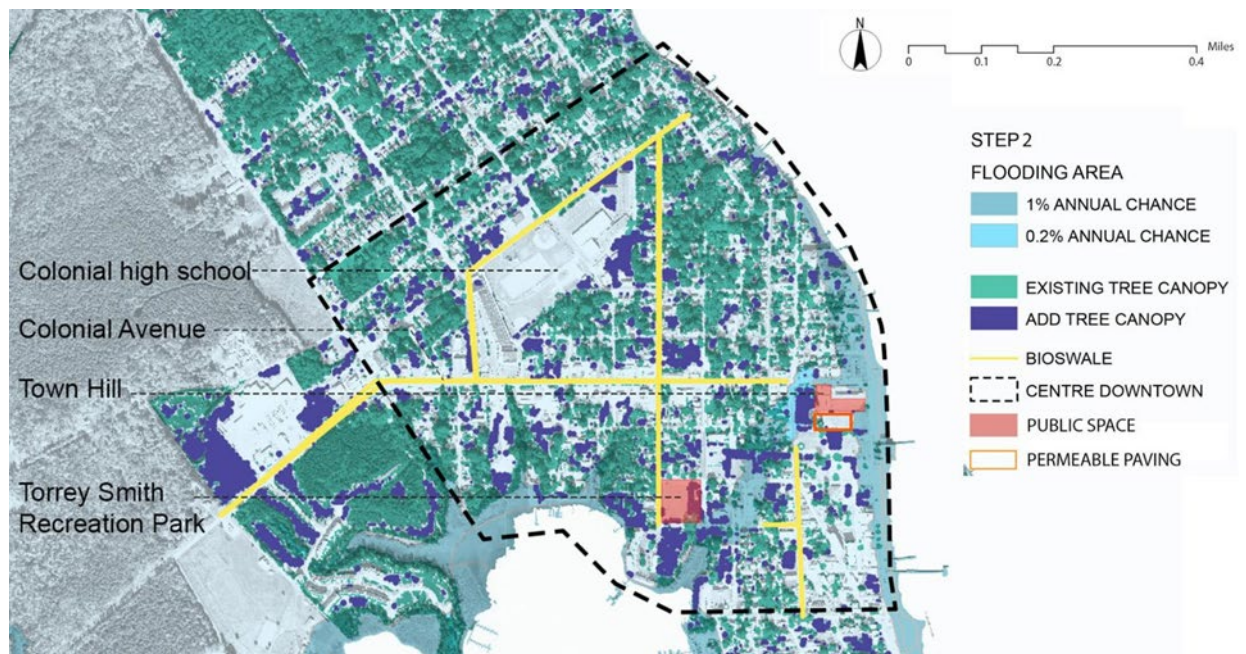 N
Miles
0 0.1 0.2 0.4
STEP 2
FLOODING AREA
1% ANNUAL CHANCE
0.2% ANNUAL CHANCE
EXISTING TREE CANOPY
ADD TREE CANOPY
BIOSWALE
CENTRE DOWNTOWN
PUBLIC SPACE
PERMEABLE PAVING
Colonial high school
Colonial Avenue
Town Hill
Torrey Smith
Recreation Park